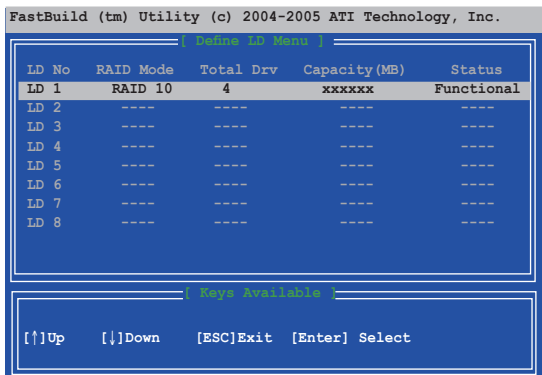 FastBuild (tm) Utility (c) 2004-2005 ATI Technology, Inc.
[ Define LD Menu ]
LD No RAID Mode Total Drv Capacity(MB) Status
LD 1 RAID 10 4 xxxxxx Functional
LD 2 ---- ---- ---- ----
LD 3 ---- ---- ---- ----
LD 4 ---- ---- ---- ----
LD 5 ---- ---- ---- ----
LD 6 ---- ---- ---- ----
LD 7 ---- ---- ---- ----
LD 8 ---- ---- ---- ----
[ Keys Available ]
[↑]Up [↓]Down [ESC]Exit [Enter] Select